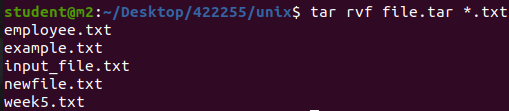 student@m2:~/Desktop/422255/unix$ tar rvf file.tar *.txt
employee.txt
example.txt
input_file.txt
newfile.txt
week5.txt